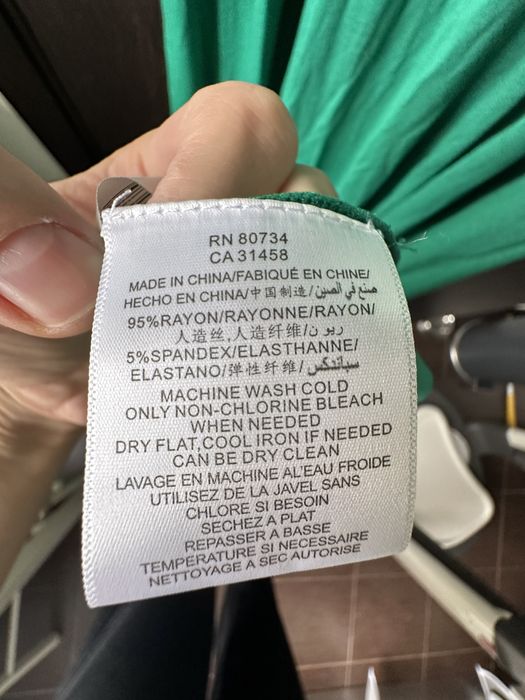 RN 80734
CA 31458
MADE IN CHINA/FABIQUÉ EN CHINE/
HECHO EN CHINA/中国制造/صنع في الصين/
95%RAYON/RAYONNE/RAYON/
人造丝,人造纤维/ريون/
5%SPANDEX/ELASTHANNE/
ELASTANO/弹性纤维/سباندكس/
MACHINE WASH COLD
ONLY NON-CHLORINE BLEACH
WHEN NEEDED
DRY FLAT,COOL IRON IF NEEDED
CAN BE DRY CLEAN
LAVAGE EN MACHINE AL'EAU FROIDE
UTILISEZ DE LA JAVEL SANS
CHLORE SI BESOIN
SECHEZ A PLAT
REPASSER A BASSE
TEMPERATURE SI NECESSAIRE
NETTOYAGE A SEC AUTORISE